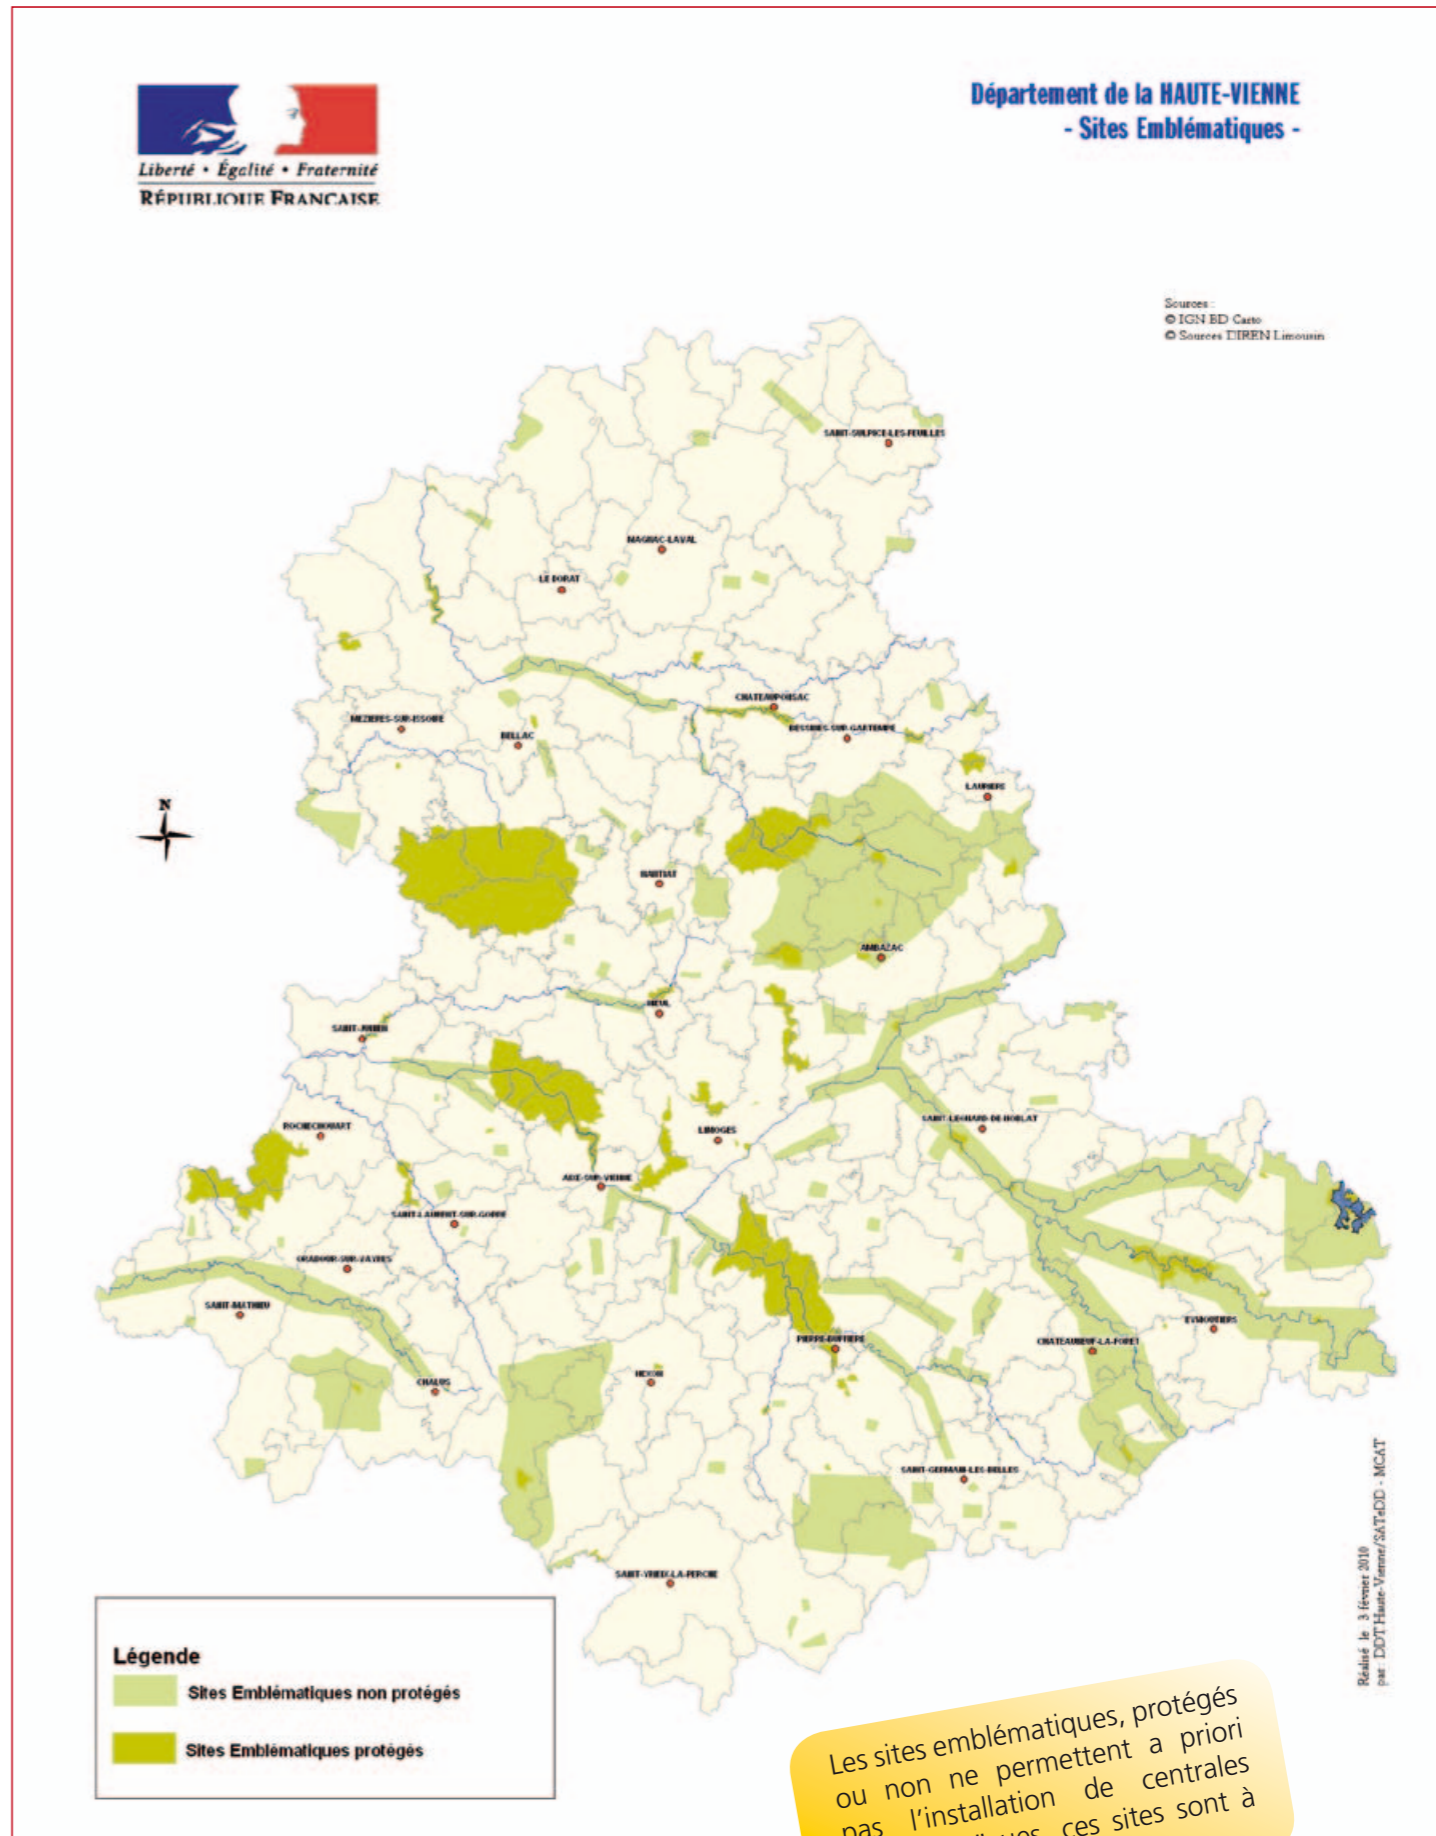 Liberté • Égalité • Fraternité
RÉPUBLIQUE FRANÇAISE
Département de la HAUTE-VIENNE
- Sites Emblématiques -
Sources :
© IGN BD Carto
© Sources DIREN Limousin
SAINT-SULPICE-LES-FEUILLES
MAGNAC-LAVAL
LE DORAT
CHATEAUPONSAC
MEZIERES-SUR-ISSOIRE
BELLAC
BESSINES-SUR-GARTEMPE
LAURIERE
N
NANTIAT
AMBAZAC
NIEUL
SAINT-JUNIEN
ROCHECHOUART
LIMOGES
SAINT-LEONARD-DE-NOBLAT
AIXE-SUR-VIENNE
SAINT-LAURENT-SUR-GORRE
ORADOUR-SUR-VAYRES
SAINT-MATHIEU
EYMOUTIERS
PIERRE-BUFFIERE
CHATEAUNEUF-LA-FORET
CHALUS
NEXON
SAINT-GERMAIN-LES-BELLES
SAINT-YRIEIX-LA-PERCHE
Réalisé le 3 février 2010
par : DDT Haute-Vienne/SATeDD - MCAT
Légende
Sites Emblématiques non protégés
Sites Emblématiques protégés
Les sites emblématiques, protégés
ou non ne permettent a priori
pas l'installation de centrales
ces sites sont à